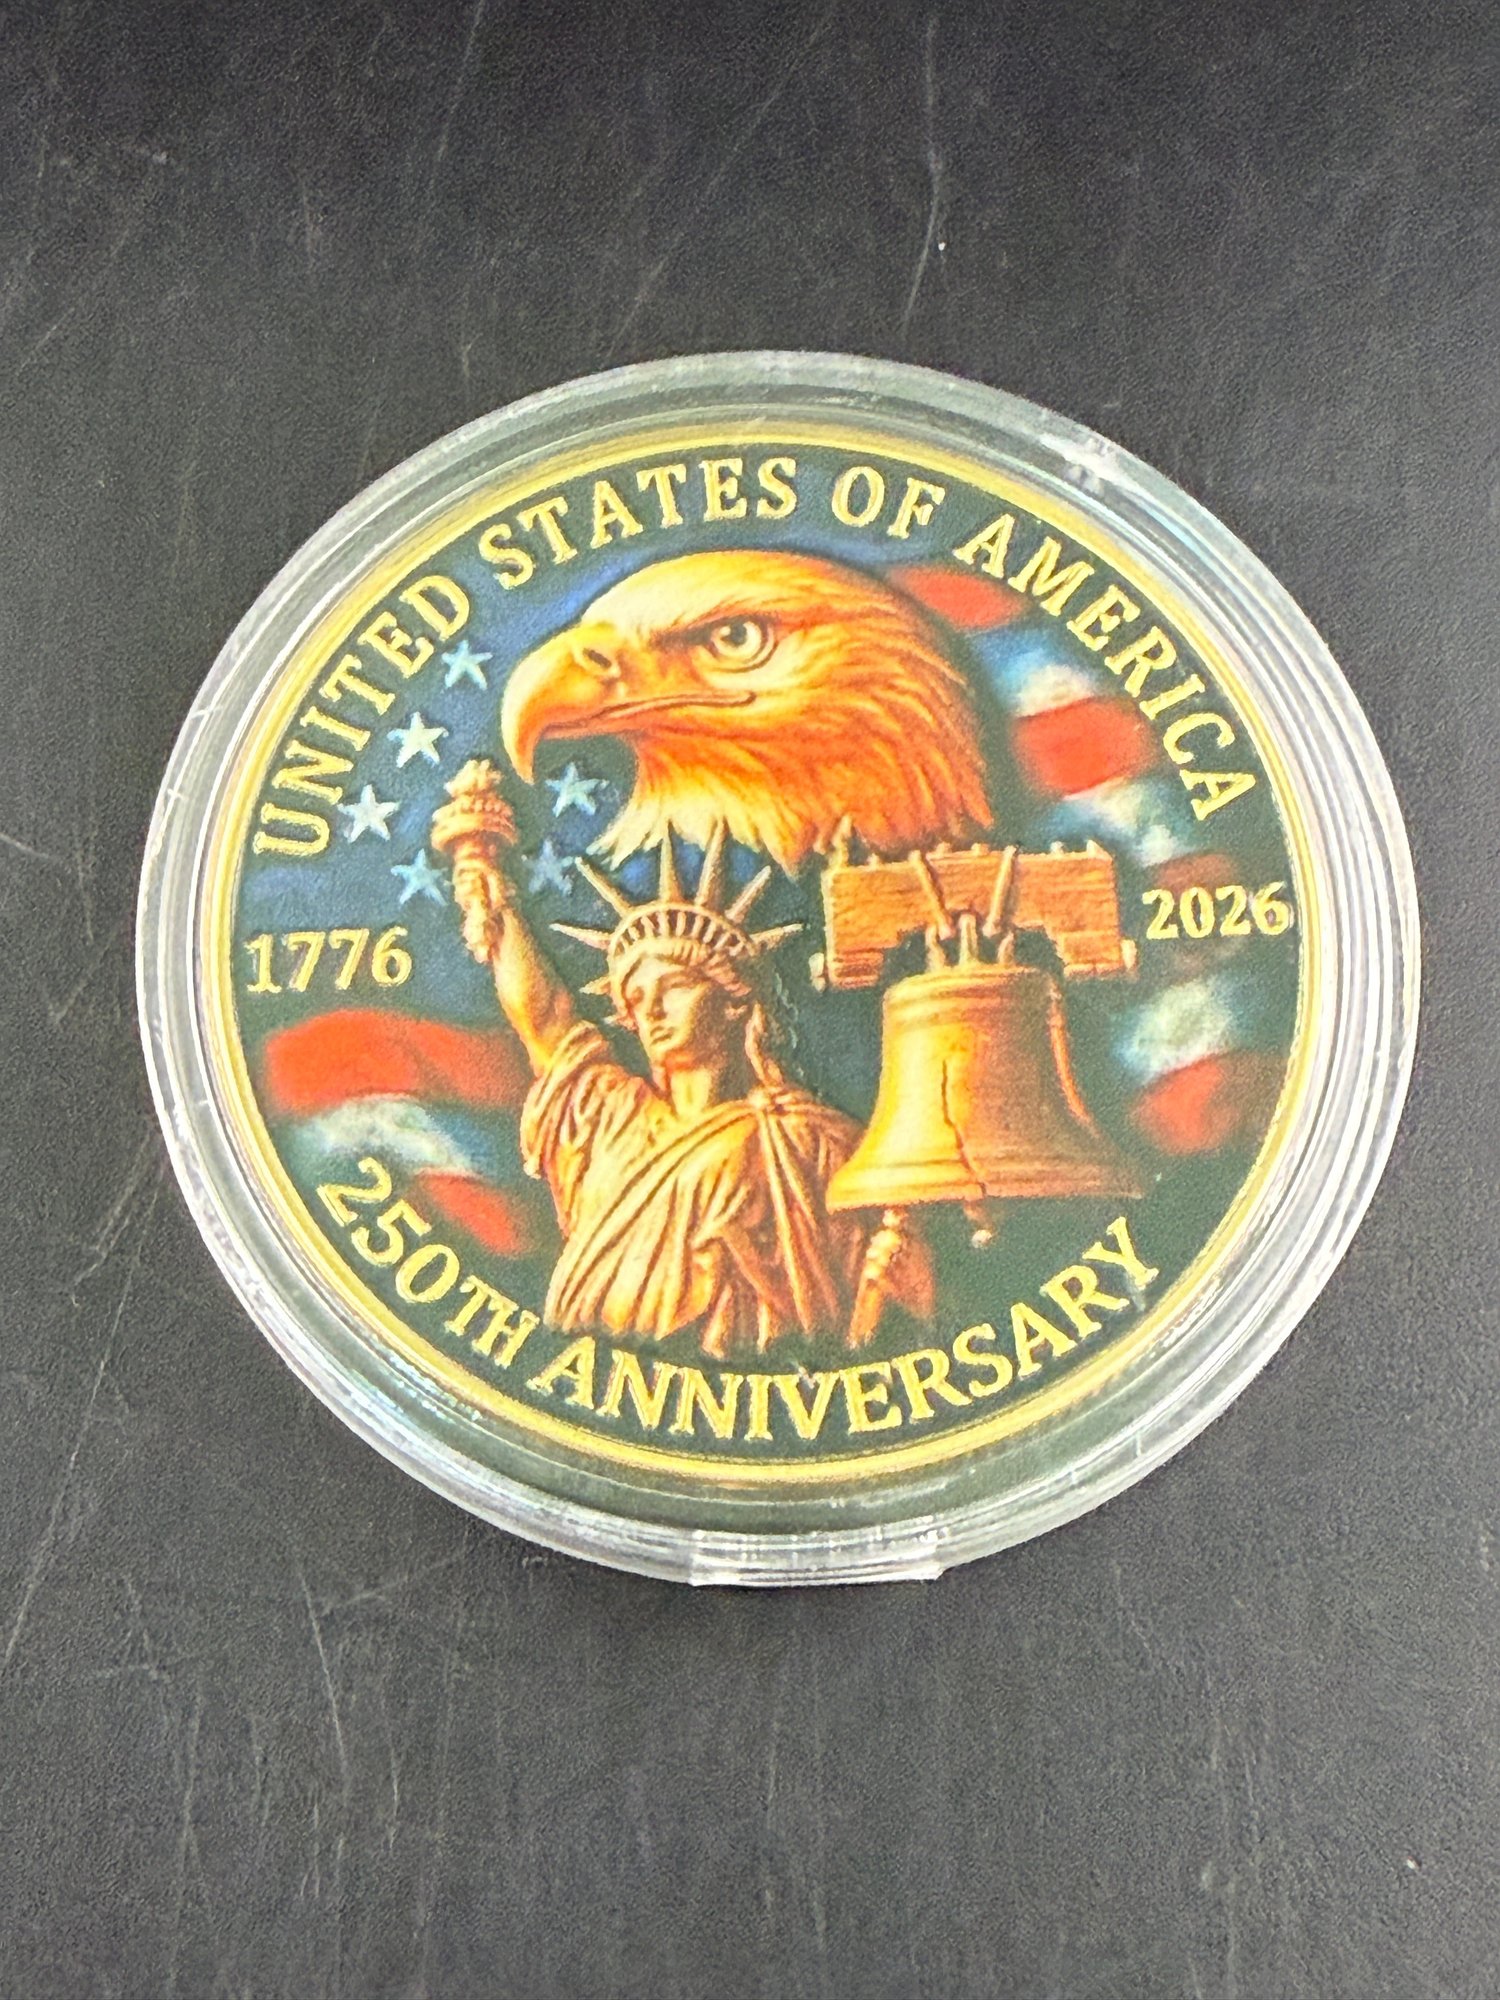 UNITED STATES OF AMERICA
1776
2026
250TH ANNIVERSARY